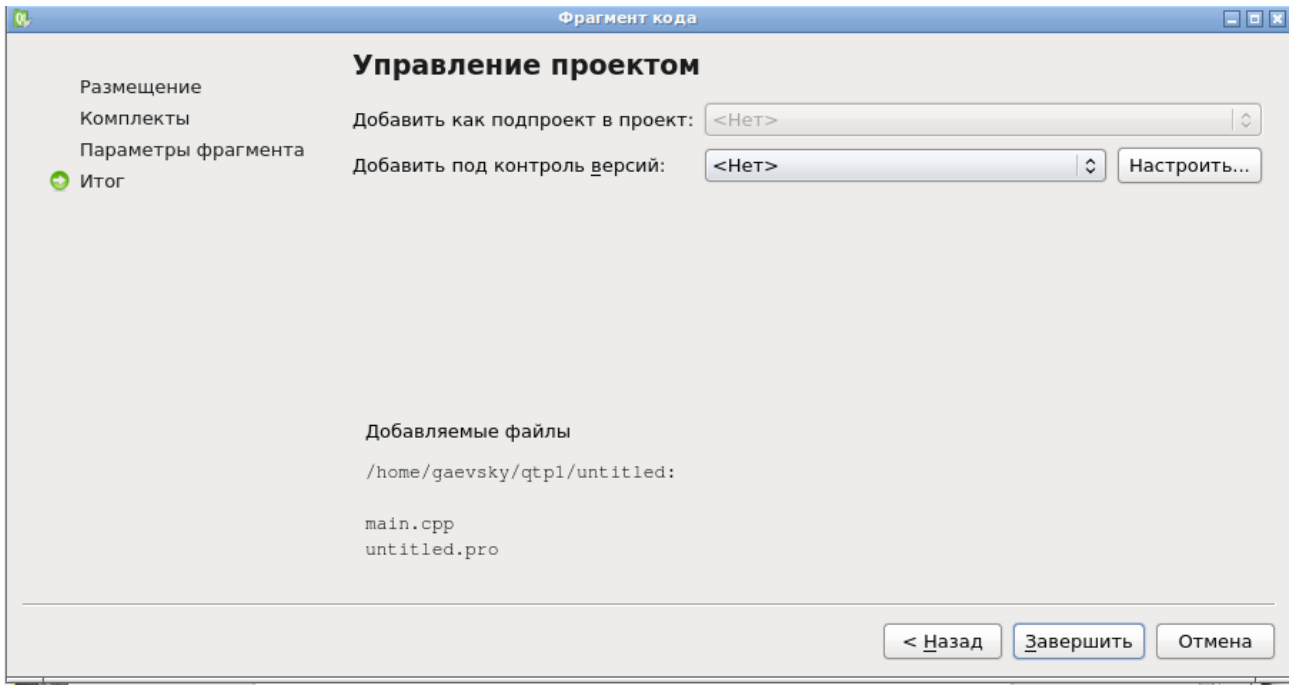 Фрагмент кода
Размещение
Комплекты
Параметры фрагмента
Итог
Управление проектом
Добавить как подпроект в проект: <Нет>
Добавить под контроль версий: <Нет> Настроить...
Добавляемые файлы
/home/gaevsky/qtp1/untitled:
main.cpp
untitled.pro
< Назад Завершить Отмена